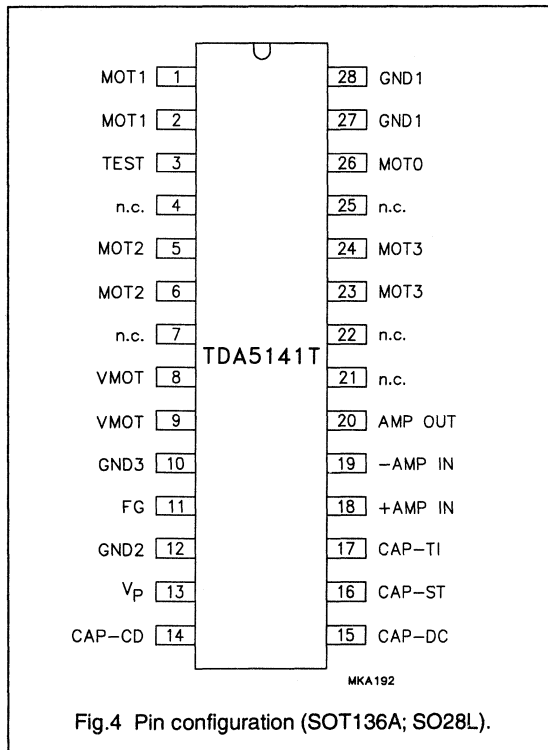 MOT1 1 28 GND1
MOT1 2 27 GND1
TEST 3 26 MOT0
n.c. 4 25 n.c.
MOT2 5 24 MOT3
MOT2 6 23 MOT3
n.c. 7 22 n.c.
TDA5141T
VMOT 8 21 n.c.
VMOT 9 20 AMP OUT
GND3 10 19 -AMP IN
FG 11 18 +AMP IN
GND2 12 17 CAP-TI
VP 13 16 CAP-ST
CAP-CD 14 15 CAP-DC
MKA192
Fig.4 Pin configuration (SOT136A; SO28L).